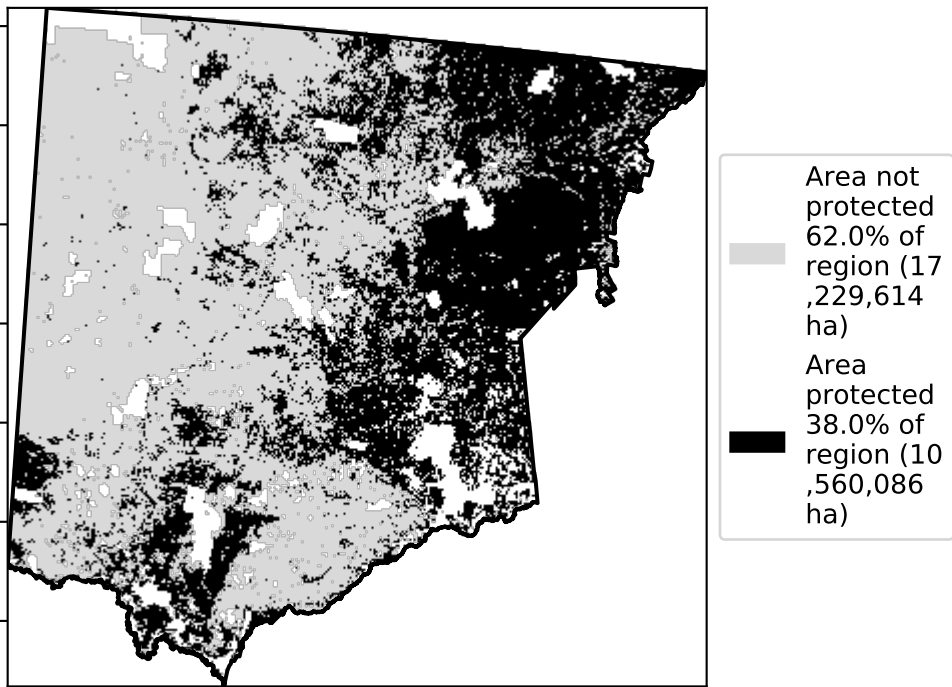 Area not
protected
62.0% of
region (17
,229,614
ha)
Area
protected
38.0% of
region (10
,560,086
ha)